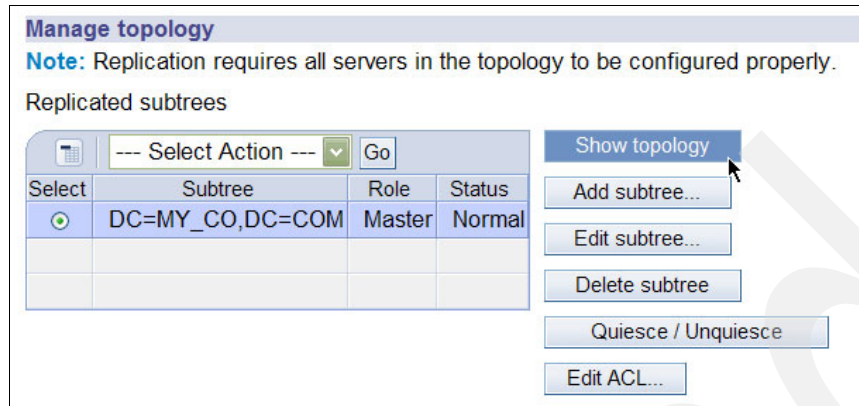 Manage topology
Note: Replication requires all servers in the topology to be configured properly.
Replicated subtrees
--- Select Action --- Go
Select Subtree Role Status
DC=MY_CO,DC=COM Master Normal
Show topology
Add subtree...
Edit subtree...
Delete subtree
Quiesce / Unquiesce
Edit ACL...